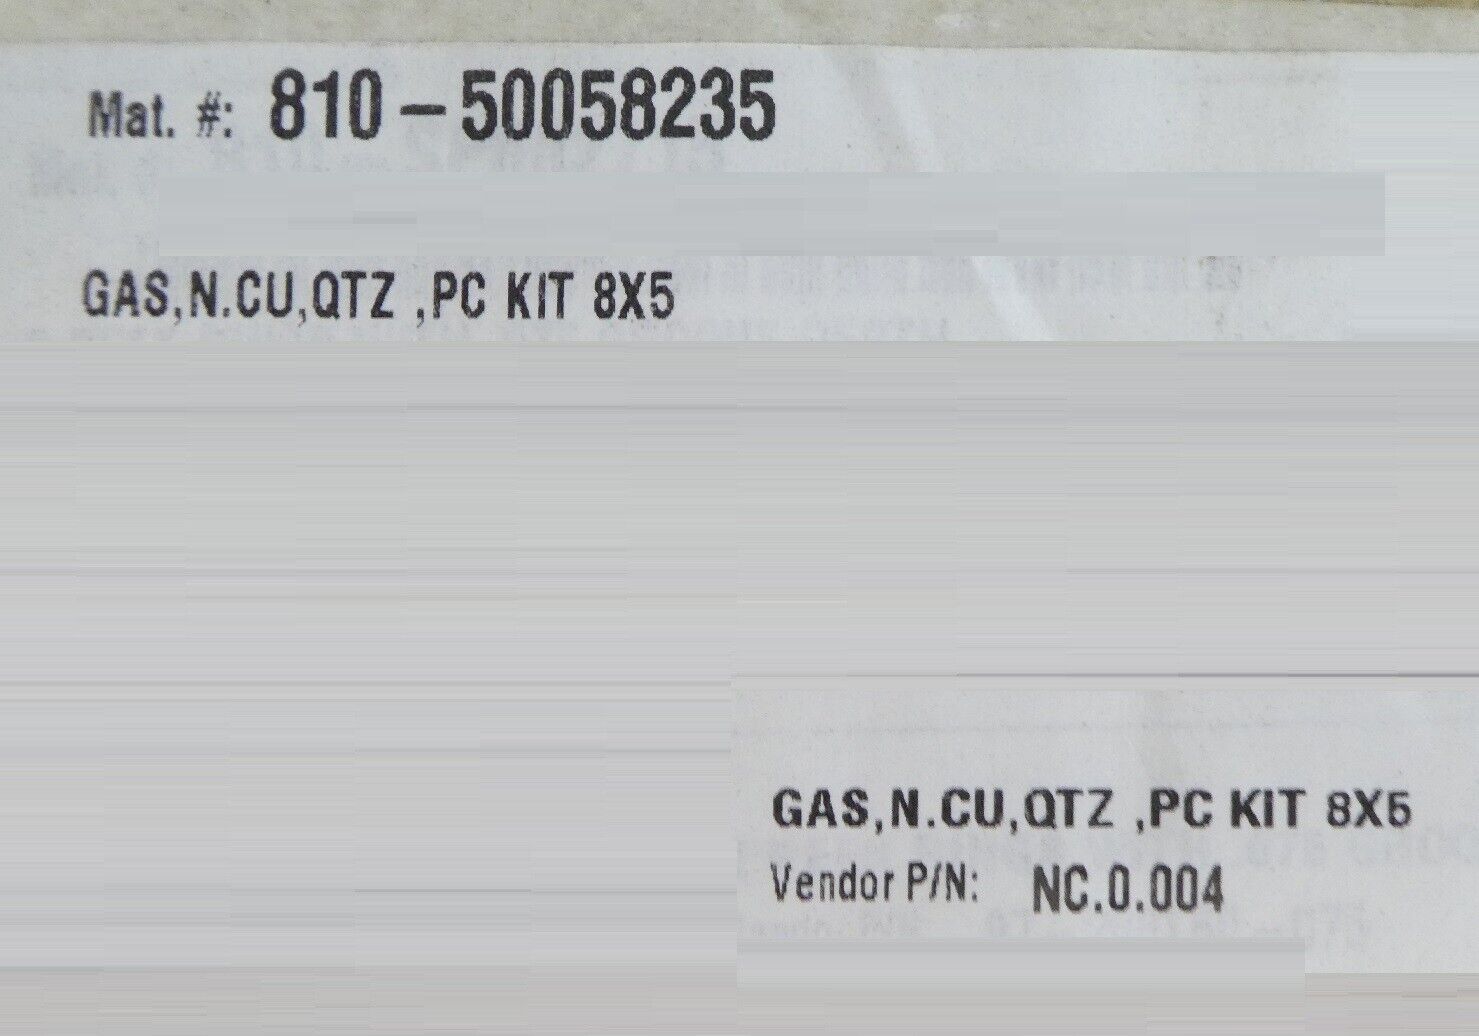 Mat. #: 810-50058235
GAS,N.CU,QTZ ,PC KIT 8X5
GAS,N.CU,QTZ ,PC KIT 8X5
Vendor P/N: NC.0.004